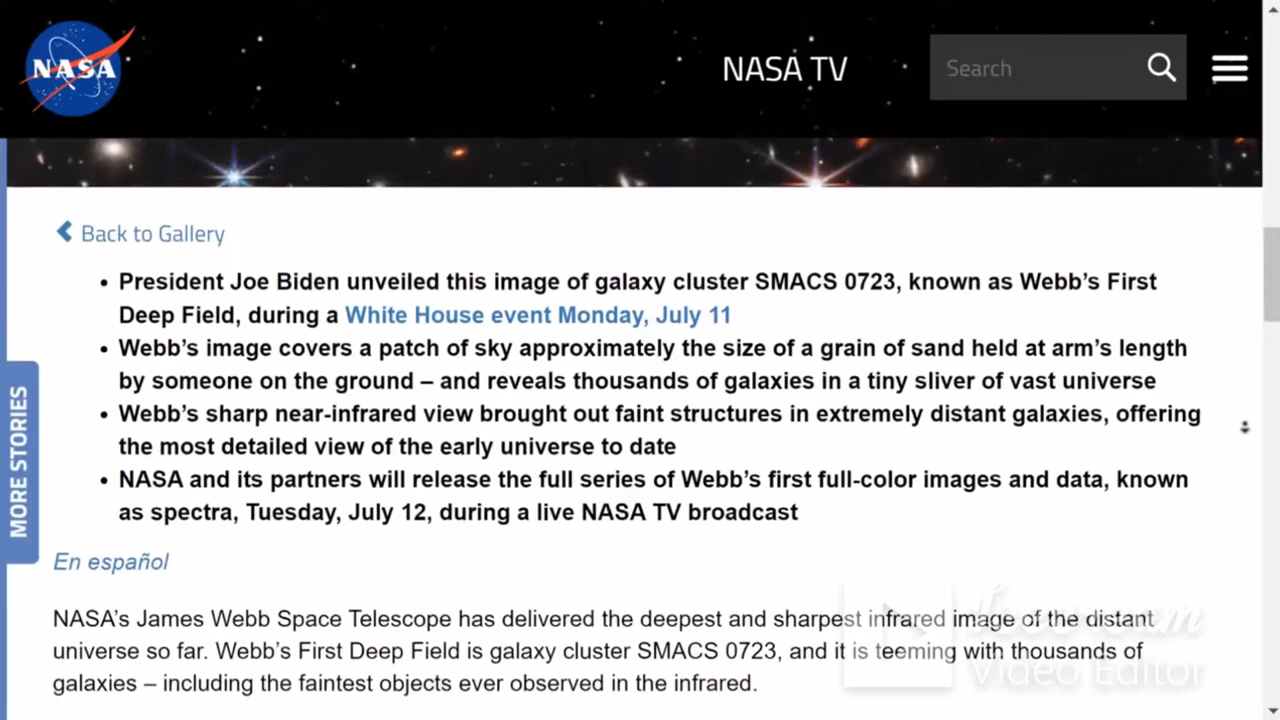 NASA
NASA TV
Search
Back to Gallery
• President Joe Biden unveiled this image of galaxy cluster SMACS 0723, known as Webb's First
Deep Field, during a White House event Monday, July 11
• Webb's image covers a patch of sky approximately the size of a grain of sand held at arm's length
by someone on the ground – and reveals thousands of galaxies in a tiny sliver of vast universe
• Webb's sharp near-infrared view brought out faint structures in extremely distant galaxies, offering
the most detailed view of the early universe to date
• NASA and its partners will release the full series of Webb's first full-color images and data, known
as spectra, Tuesday, July 12, during a live NASA TV broadcast
MORE STORIES
En español
NASA's James Webb Space Telescope has delivered the deepest and sharpest infrared image of the distant
universe so far. Webb's First Deep Field is galaxy cluster SMACS 0723, and it is teeming with thousands of
galaxies – including the faintest objects ever observed in the infrared.
Video Editor